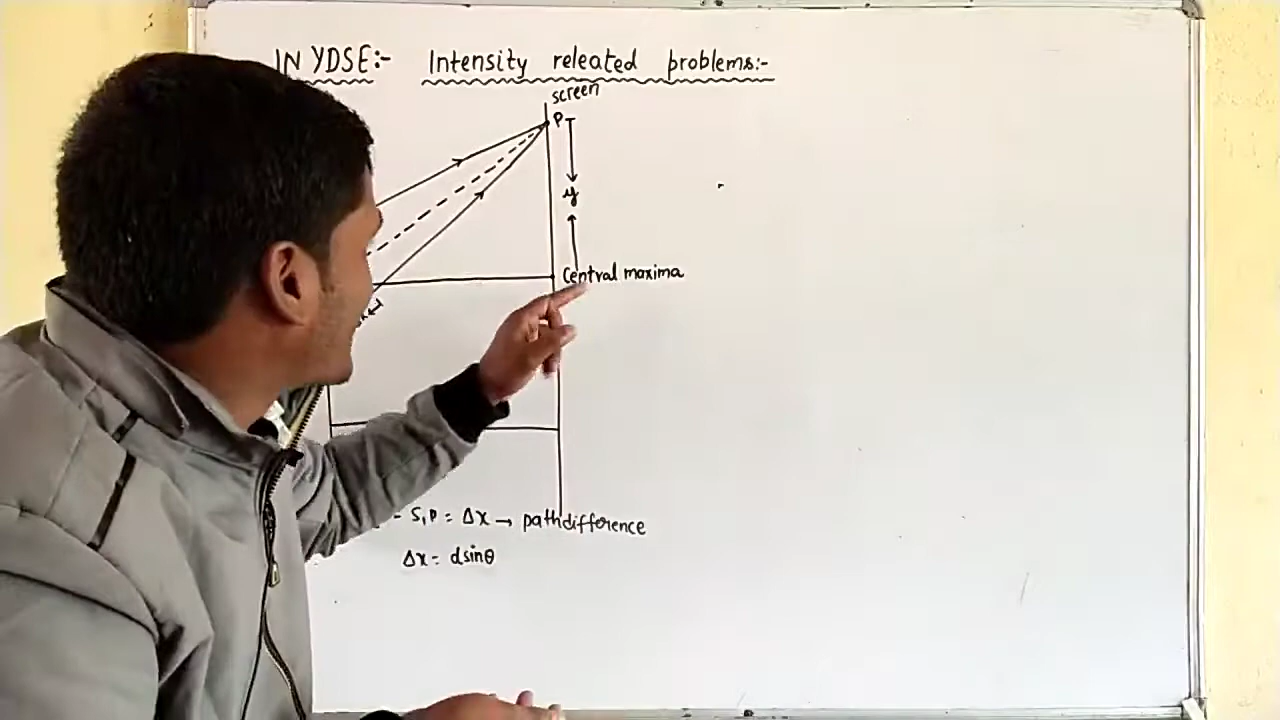 IN YDSE:- Intensity releated problems:-
screen
P
y
Central maxima
- S₁P = Δx → pathdifference
Δx = dsinθ